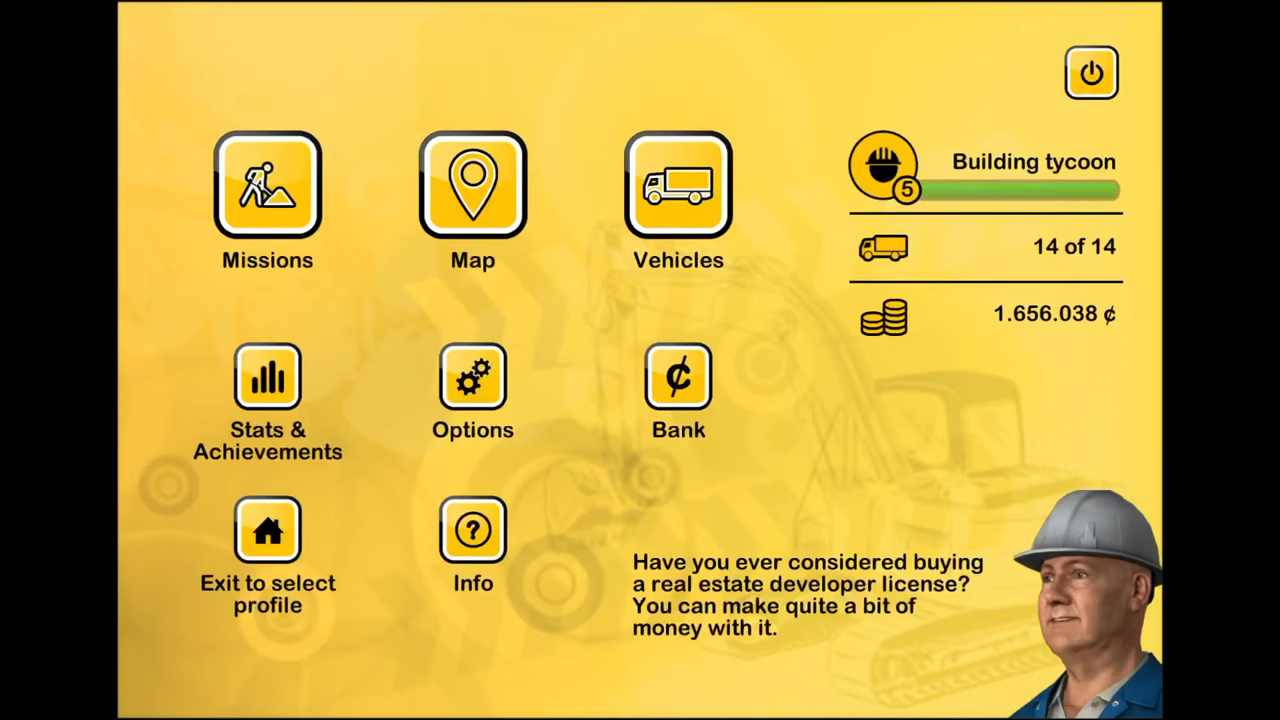 Building tycoon
5
Missions
Map
Vehicles
14 of 14
1.656.038 ¢
¢
Stats &
Achievements
Options
Bank
?
Exit to select
profile
Info
Have you ever considered buying
a real estate developer license?
You can make quite a bit of
money with it.